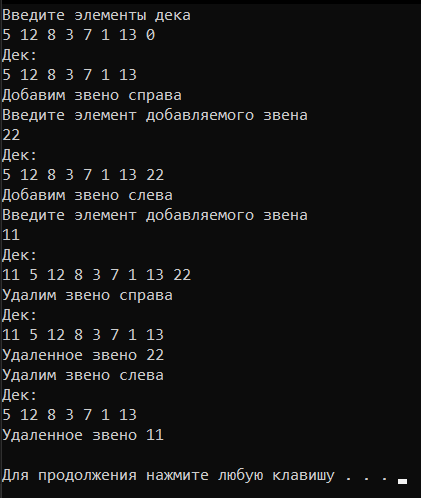 Введите элементы дека
5 12 8 3 7 1 13 0
Дек:
5 12 8 3 7 1 13
Добавим звено справа
Введите элемент добавляемого звена
22
Дек:
5 12 8 3 7 1 13 22
Добавим звено слева
Введите элемент добавляемого звена
11
Дек:
11 5 12 8 3 7 1 13 22
Удалим звено справа
Дек:
11 5 12 8 3 7 1 13
Удаленное звено 22
Удалим звено слева
Дек:
5 12 8 3 7 1 13
Удаленное звено 11
Для продолжения нажмите любую клавишу . . .